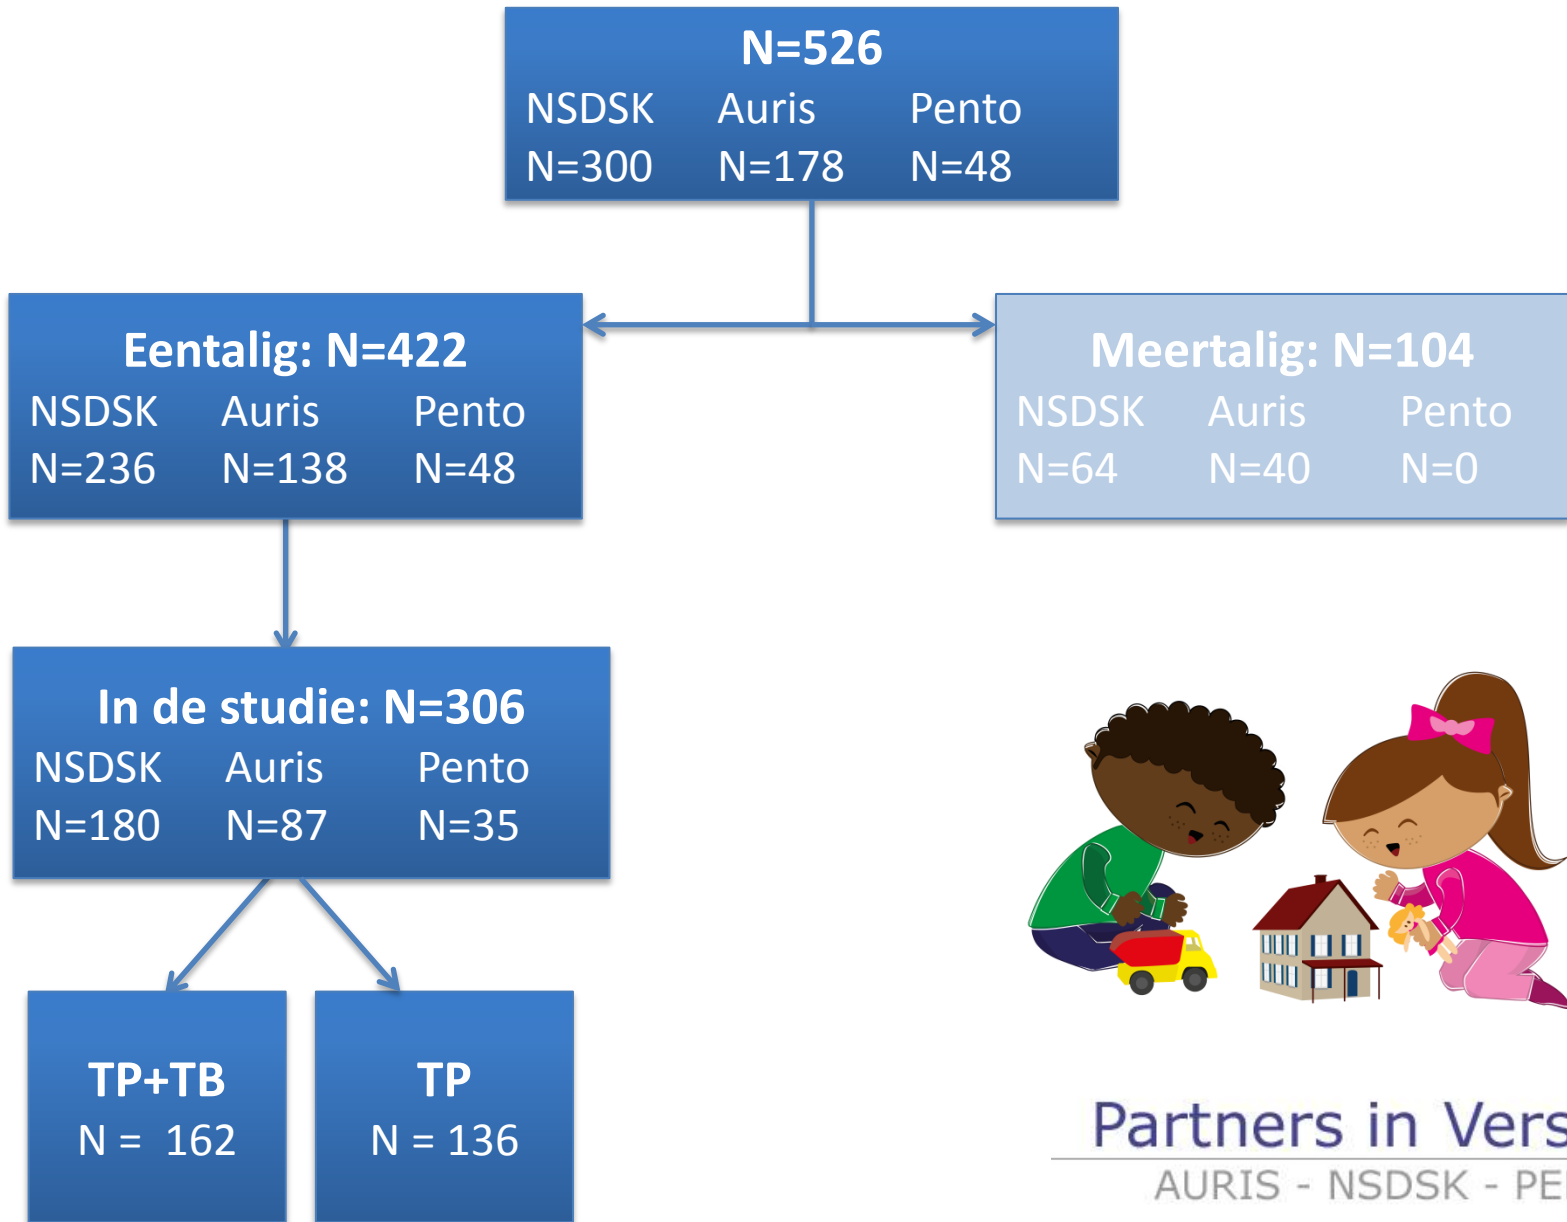 N=526
NSDSK Auris Pento
N=300 N=178 N=48
Eentalig: N=422
NSDSK Auris Pento
N=236 N=138 N=48
Meertalig: N=104
NSDSK Auris Pento
N=64 N=40 N=0
In de studie: N=306
NSDSK Auris Pento
N=180 N=87 N=35
TP+TB
N = 162
TP
N = 136
Partners in Vers
AURIS - NSDSK - PE